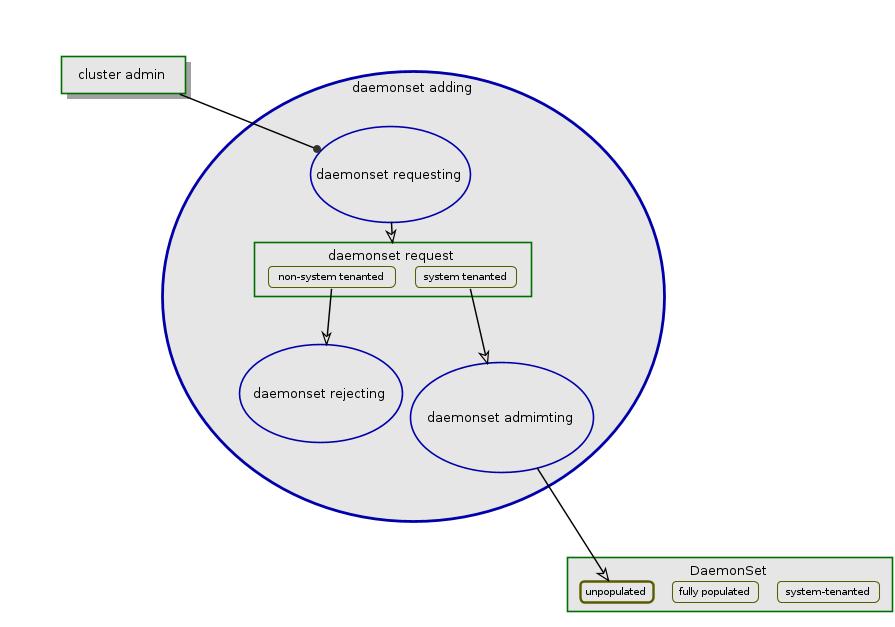 cluster admin
daemonset adding
daemonset requesting
daemonset request
non-system tenanted
system tenanted
daemonset rejecting
daemonset admimting
DaemonSet
unpopulated
fully populated
system-tenanted